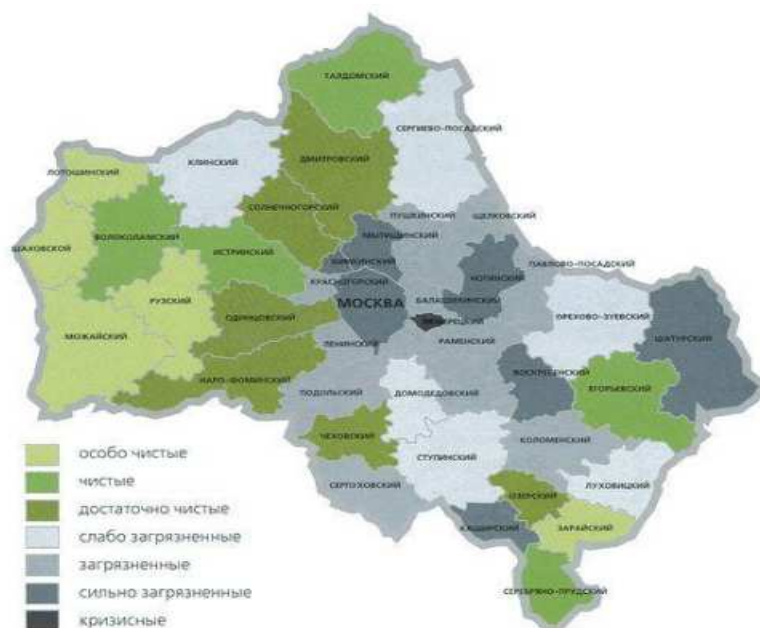 ТАЛДОМСКИЙ
СЕРГИЕВО-ПОСАДСКИЙ
КЛИНСКИЙ
ДМИТРОВСКИЙ
ЛОТОШИНСКИЙ
СОЛНЕЧНОГОРСКИЙ
ПУШКИНСКИЙ
ЩЕЛКОВСКИЙ
ВОЛОКОЛАМСКИЙ
МЫТИЩИНСКИЙ
ШАХОВСКОЙ
ИСТРИНСКИЙ
ХИМКИНСКИЙ
ПАВЛОВО-ПОСАДСКИЙ
КРАСНОГОРСКИЙ
НОГИНСКИЙ
РУЗСКИЙ
МОСКВА
БАЛАШИХИНСКИЙ
ОДИНЦОВСКИЙ
ЛЮБЕРЕЦКИЙ
ОРЕХОВО-ЗУЕВСКИЙ
МОЖАЙСКИЙ
ЛЕНИНСКИЙ
РАМЕНСКИЙ
ШАТУРСКИЙ
НАРО-ФОМИНСКИЙ
ВОСКРЕСЕНСКИЙ
ПОДОЛЬСКИЙ
ДОМОДЕДОВСКИЙ
ЕГОРЬЕВСКИЙ
ЧЕХОВСКИЙ
КОЛОМЕНСКИЙ
СТУПИНСКИЙ
СЕРПУХОВСКИЙ
ЛУХОВИЦКИЙ
ОЗЕРСКИЙ
КАШИРСКИЙ
ЗАРАЙСКИЙ
СЕРЕБРЯНО-ПРУДСКИЙ
особо чистые
чистые
достаточно чистые
слабо загрязненные
загрязненные
сильно загрязненные
кризисные